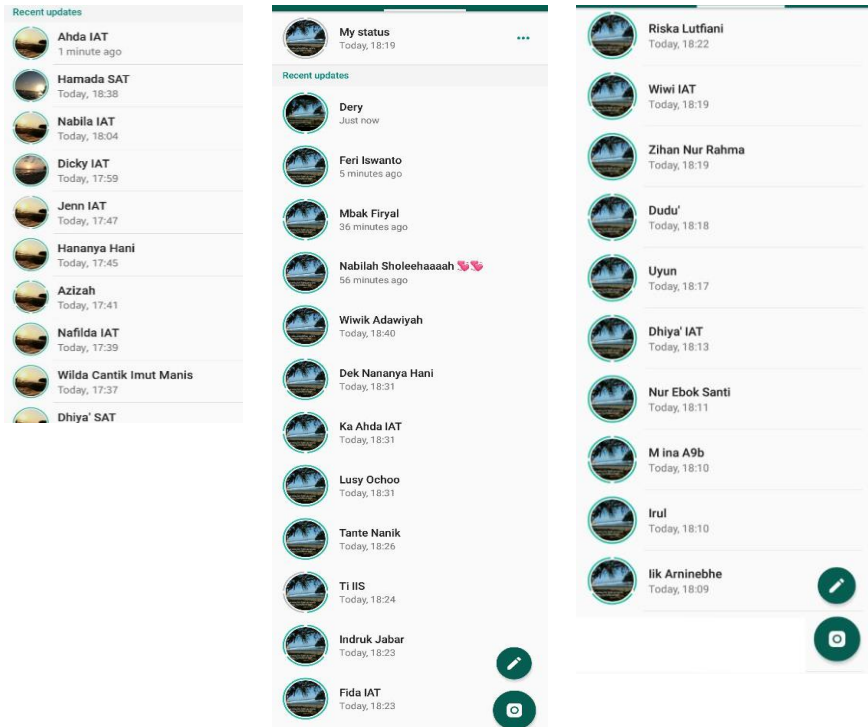 Recent updates
Ahda IAT
1 minute ago
Hamada SAT
Today, 18:38
Nabila IAT
Today, 18:04
Dicky IAT
Today, 17:59
Jenn IAT
Today, 17:47
Hananya Hani
Today, 17:45
Azizah
Today, 17:41
Nafilda IAT
Today, 17:39
Wilda Cantik Imut Manis
Today, 17:37
Dhiya' SAT
My status
Today, 18:19
Recent updates
Dery
Just now
Feri Iswanto
5 minutes ago
Mbak Firyal
36 minutes ago
Nabilah Sholeehaaaah 💘💘
56 minutes ago
Wiwik Adawiyah
Today, 18:40
Dek Nananya Hani
Today, 18:31
Ka Ahda IAT
Today, 18:31
Lusy Ochoo
Today, 18:31
Tante Nanik
Today, 18:26
Ti IIS
Today, 18:24
Indruk Jabar
Today, 18:23
Fida IAT
Today, 18:23
Riska Lutfiani
Today, 18:22
Wiwi IAT
Today, 18:19
Zihan Nur Rahma
Today, 18:19
Dudu'
Today, 18:18
Uyun
Today, 18:17
Dhiya' IAT
Today, 18:13
Nur Ebok Santi
Today, 18:11
M ina A9b
Today, 18:10
Irul
Today, 18:10
Iik Arninebhe
Today, 18:09